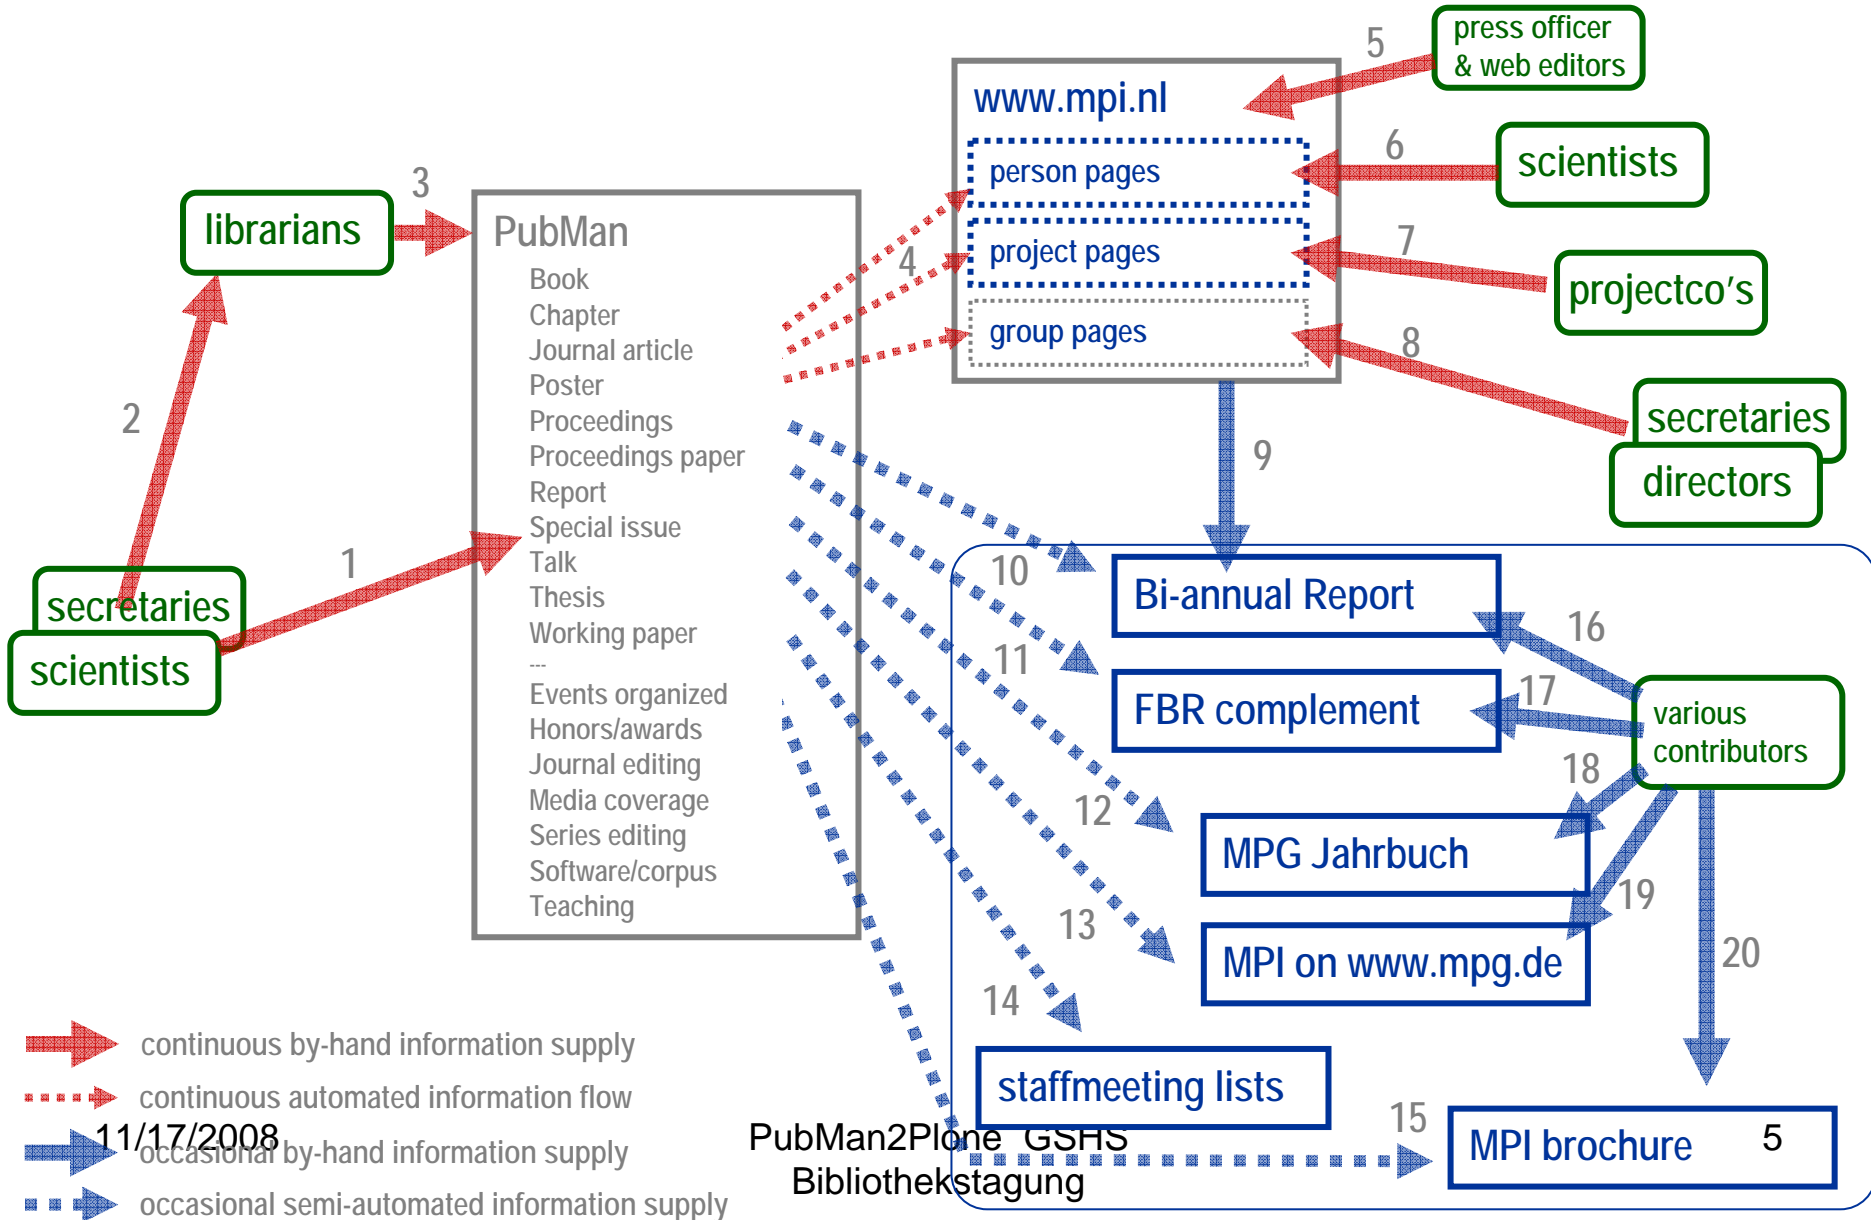 press officer
& web editors
5
www.mpi.nl
person pages
6
scientists
project pages
7
projectco's
group pages
8
secretaries
directors
3
librarians
PubMan
Book
Chapter
Journal article
Poster
Proceedings
Proceedings paper
Report
Special issue
Talk
Thesis
Working paper
---
Events organized
Honors/awards
Journal editing
Media coverage
Series editing
Software/corpus
Teaching
4
2
1
secretaries
scientists
9
10
Bi-annual Report
16
11
FBR complement
17
various
contributors
18
12
MPG Jahrbuch
19
13
MPI on www.mpg.de
20
14
staffmeeting lists
15
MPI brochure
5
continuous by-hand information supply
continuous automated information flow
11/17/2008
occasional by-hand information supply
occasional semi-automated information supply
PubMan2Plone GSHS
Bibliothekstagung